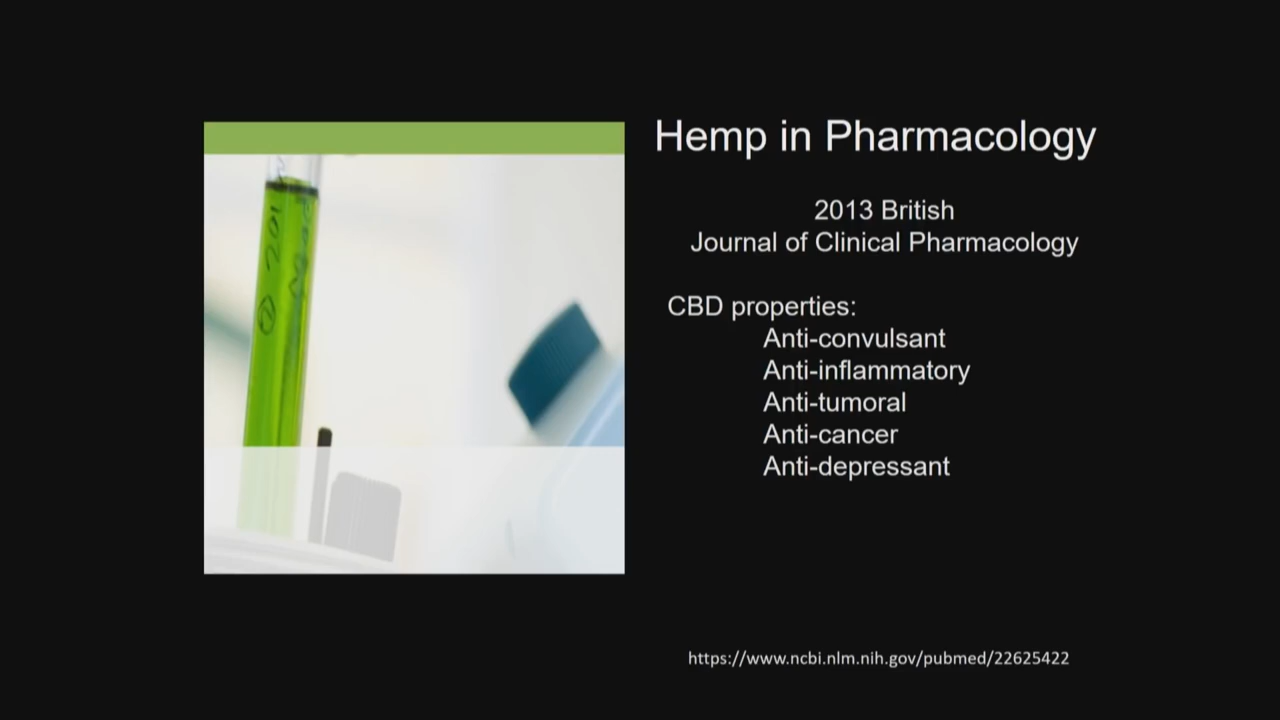 Hemp in Pharmacology
2013 British
Journal of Clinical Pharmacology
CBD properties:
Anti-convulsant
Anti-inflammatory
Anti-tumoral
Anti-cancer
Anti-depressant
https://www.ncbi.nlm.nih.gov/pubmed/22625422